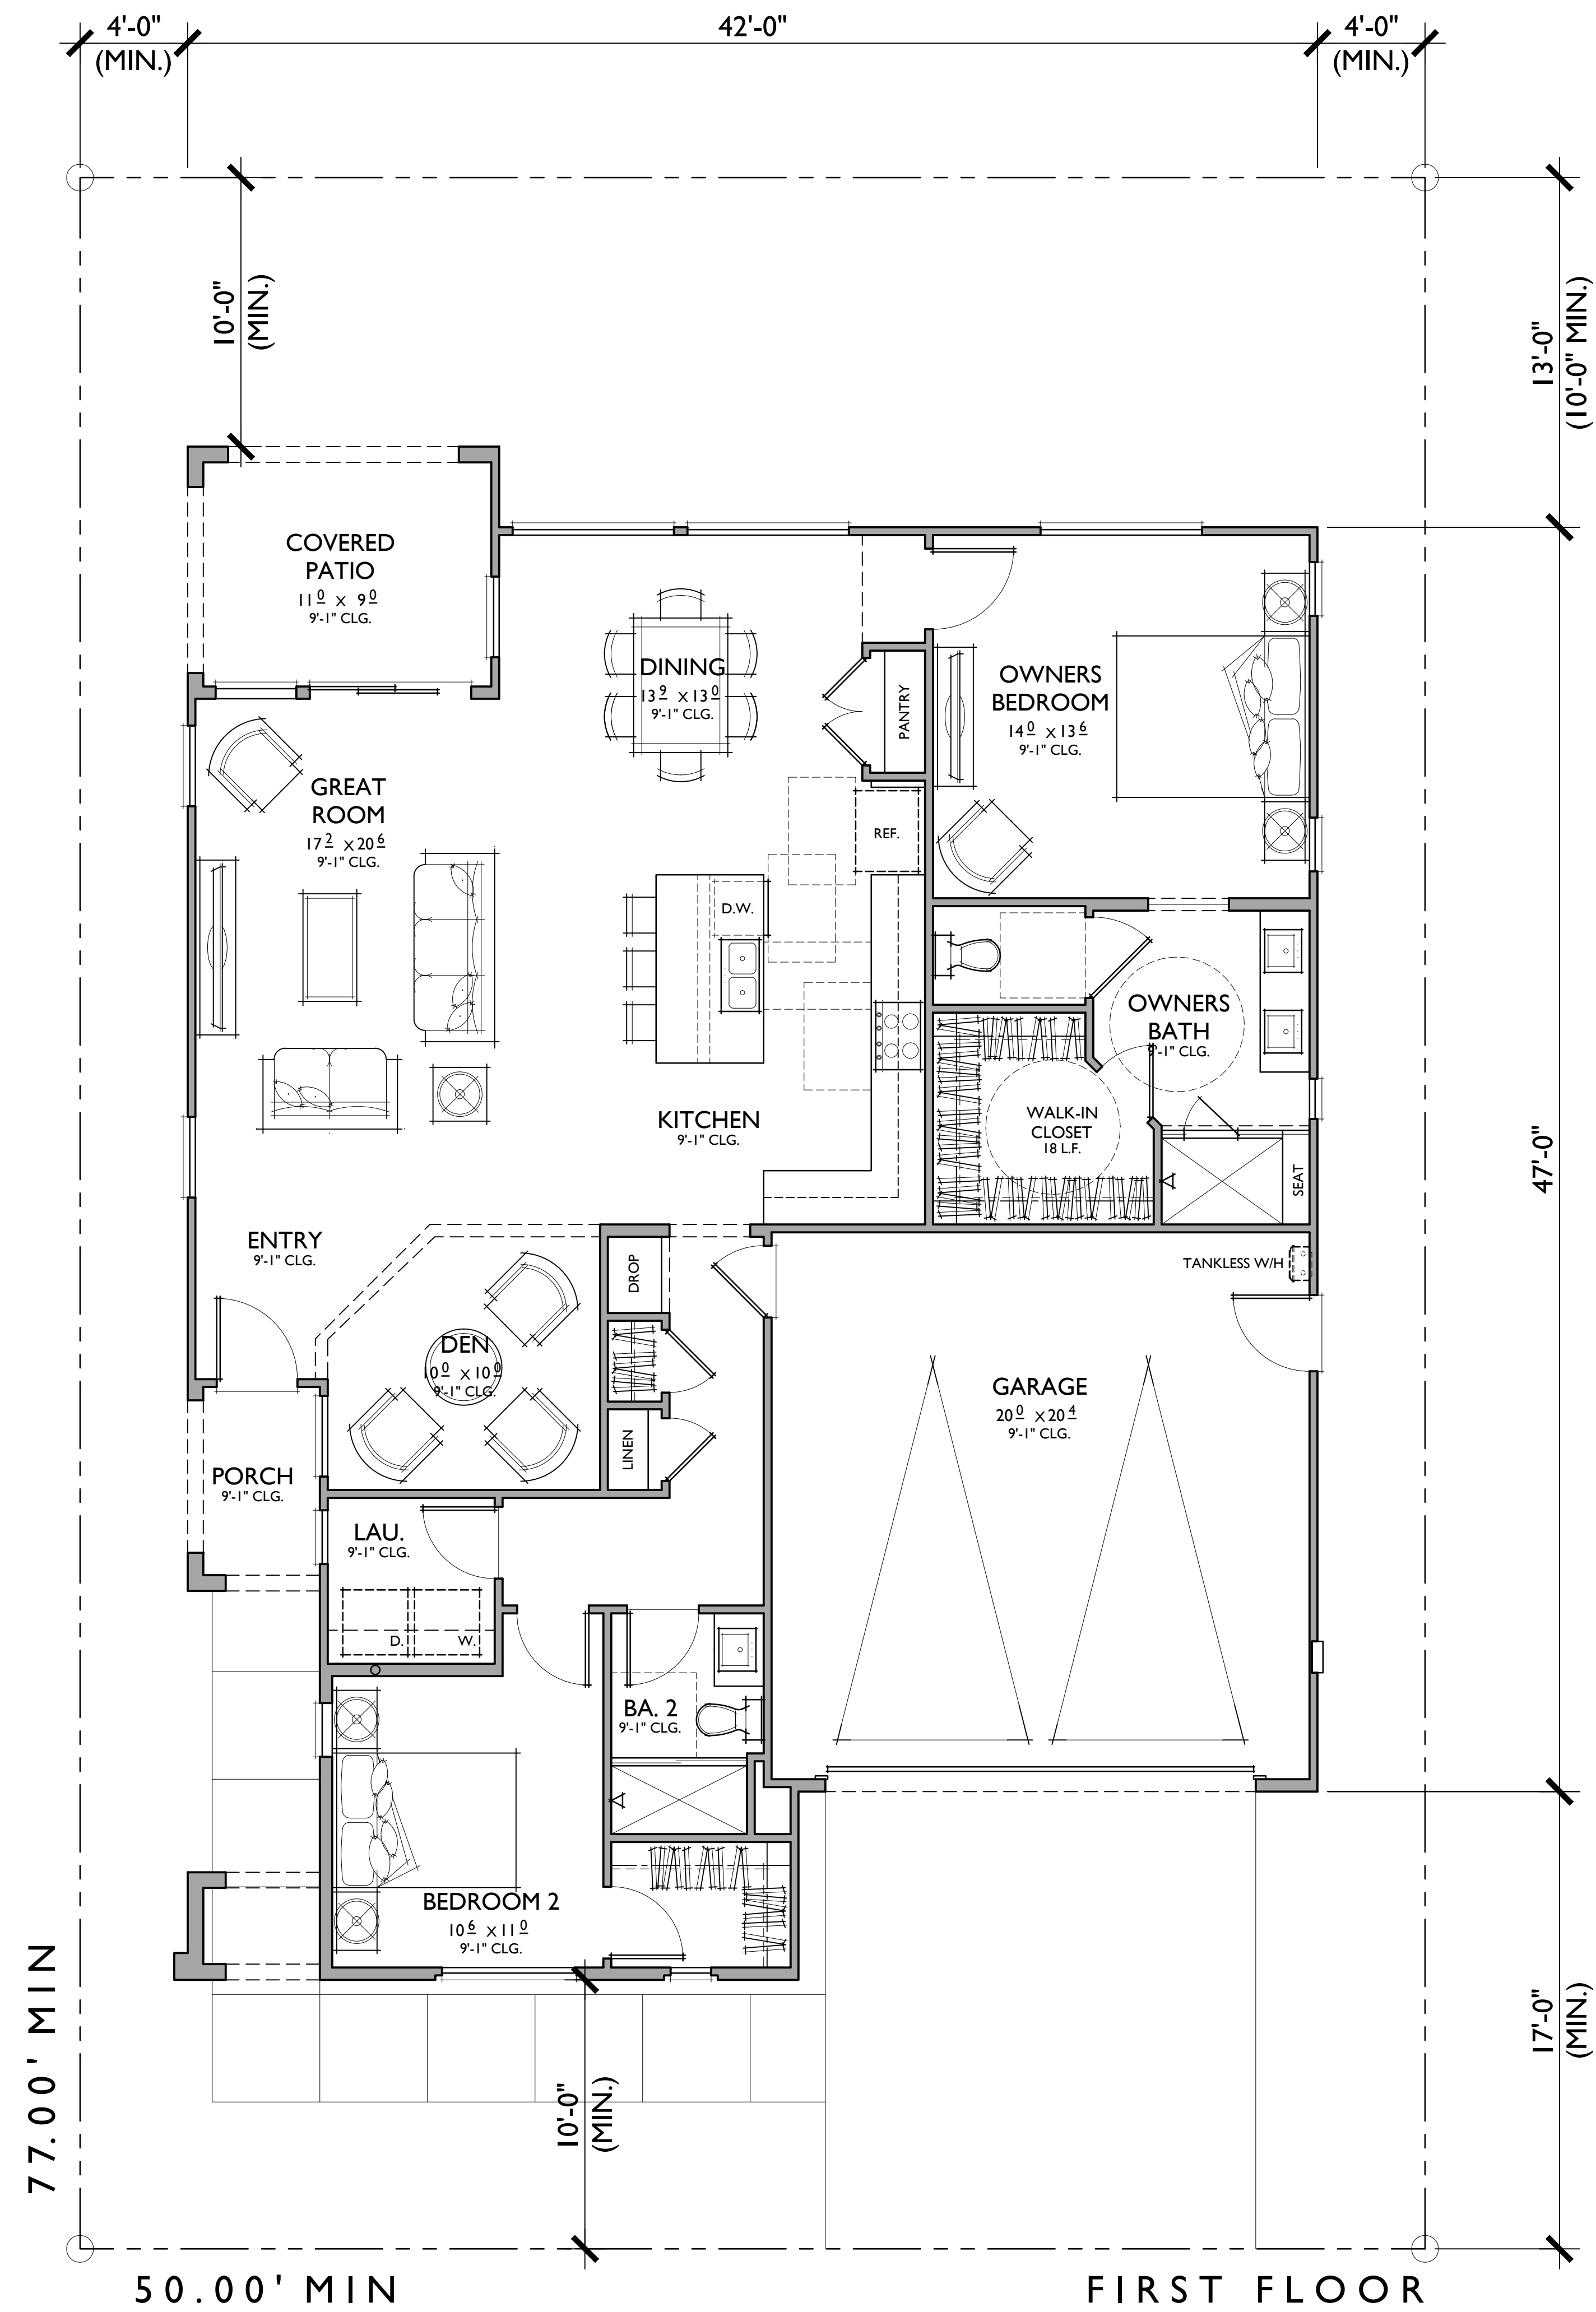 4'-0"
(MIN.)
42'-0"
4'-0"
(MIN.)
10'-0"
(MIN.)
13'-0"
(10'-0" MIN.)
COVERED
PATIO
11 0 x 9 0
9'-1" CLG.
DINING
13 9 x 13 0
9'-1" CLG.
PANTRY
OWNERS
BEDROOM
14 0 x 13 6
9'-1" CLG.
GREAT
ROOM
17 2 x 20 6
9'-1" CLG.
REF.
D.W.
OWNERS
BATH
9'-1" CLG.
KITCHEN
9'-1" CLG.
WALK-IN
CLOSET
18 L.F.
SEAT
47'-0"
ENTRY
9'-1" CLG.
DROP
TANKLESS W/H
DEN
10 0 x 10 0
9'-1" CLG.
GARAGE
20 0 x 20 4
9'-1" CLG.
LINEN
PORCH
9'-1" CLG.
LAU.
9'-1" CLG.
D.
W.
BA. 2
9'-1" CLG.
BEDROOM 2
10 6 x 11 0
9'-1" CLG.
77.00' MIN
10'-0"
(MIN.)
17'-0"
(MIN.)
50.00' MIN
FIRST FLOOR